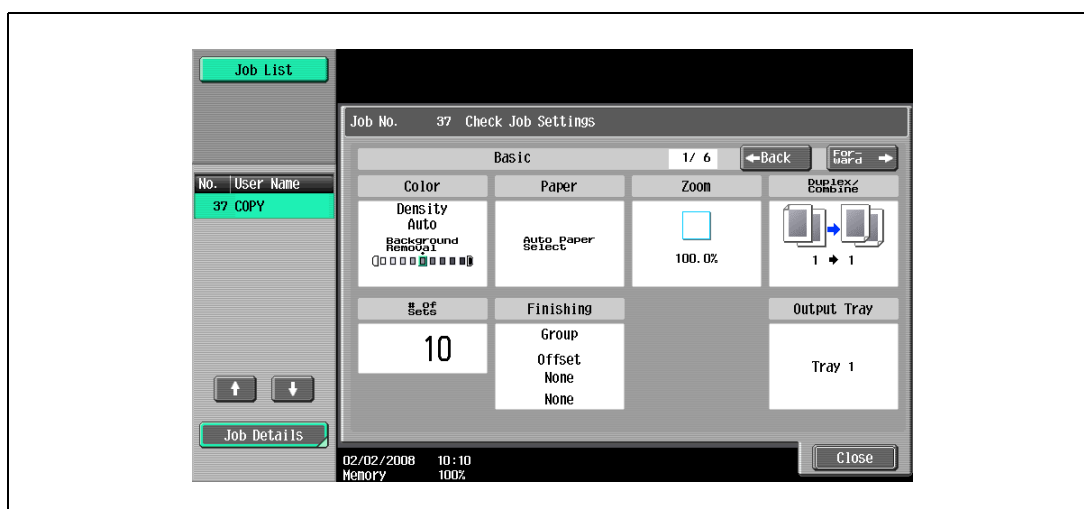 Job List
Job No. 37 Check Job Settings
Basic 1/ 6 ←Back For-
ward →
No. User Name
37 COPY
Color Paper Zoom Duplex/
Combine
Density
Auto
Background
Removal
Auto Paper
Select
100.0%
1 → 1
# of
Sets
Finishing
Output Tray
10
Group
Offset
None
None
Tray 1
↑ ↓
Job Details
02/02/2008 10:10
Memory 100%
Close